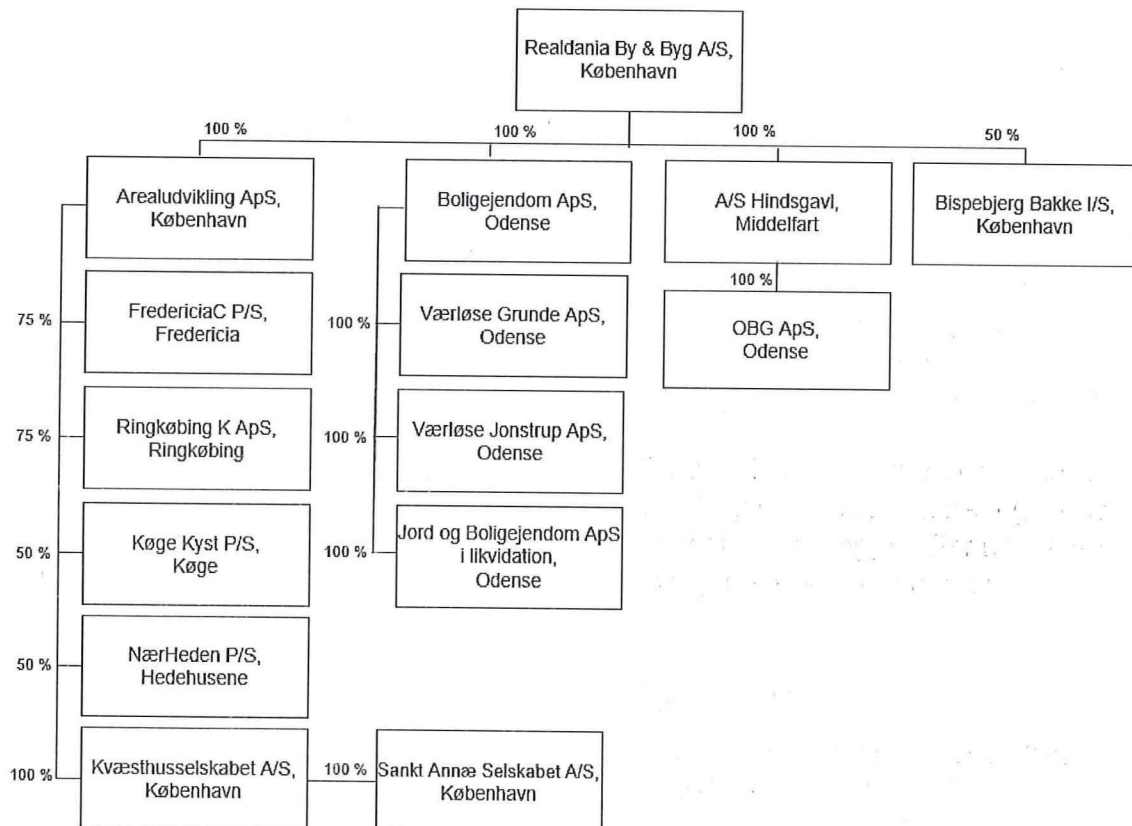 Realdania By & Byg A/S,
København
100 %
100 %
100 %
50 %
Arealudvikling ApS,
København
Boligejendom ApS,
Odense
A/S Hindsgavl,
Middelfart
Bispebjerg Bakke I/S,
København
75 %
FredericiaC P/S,
Fredericia
100 %
Værløse Grunde ApS,
Odense
100 %
OBG ApS,
Odense
75 %
Ringkøbing K ApS,
Ringkøbing
100 %
Værløse Jonstrup ApS,
Odense
50 %
Køge Kyst P/S,
Køge
100 %
Jord og Boligejendom ApS
i likvidation,
Odense
50 %
NærHeden P/S,
Hedehusene
100 %
Kvæsthusselskabet A/S,
København
100 %
Sankt Annæ Selskabet A/S,
København